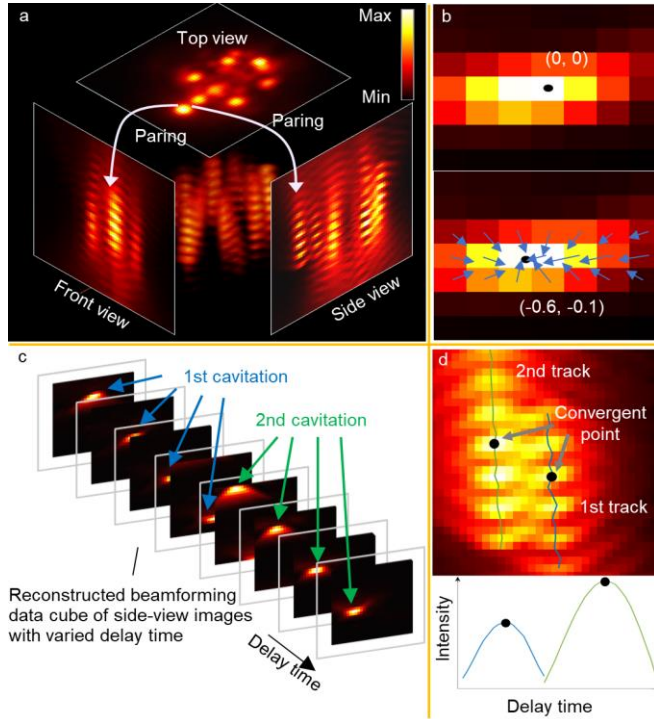 a
Top view
Max
Min
Paring
Paring
Front view
Side view
b
(0, 0)
(-0.6, -0.1)
c
1st cavitation
2nd cavitation
Reconstructed beamforming
data cube of side-view images
with varied delay time
Delay time
d
2nd track
Convergent
point
1st track
Intensity
Delay time